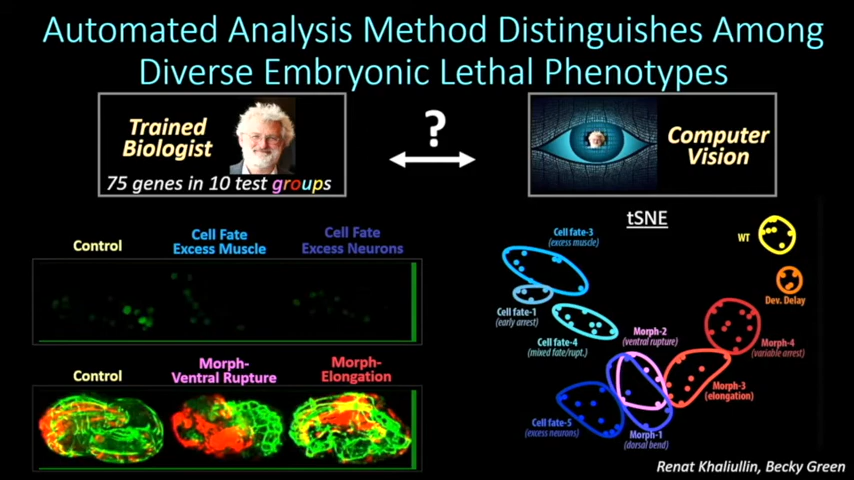 Automated Analysis Method Distinguishes Among
Diverse Embryonic Lethal Phenotypes
Trained
Biologist
75 genes in 10 test groups
?
Computer
Vision
Control
Cell Fate
Excess Muscle
Cell Fate
Excess Neurons
Control
Morph-
Ventral Rupture
Morph-
Elongation
tSNE
Cell fate-3
(excess muscle)
WT
Cell fate-1
(early arrest)
Dev. Delay
Cell fate-4
(mixed fate/rupt.)
Morph-2
(ventral rupture)
Morph-4
(variable arrest)
Morph-3
(elongation)
Cell fate-5
(excess neurons)
Morph-1
(dorsal bend)
Renat Khaliullin, Becky Green